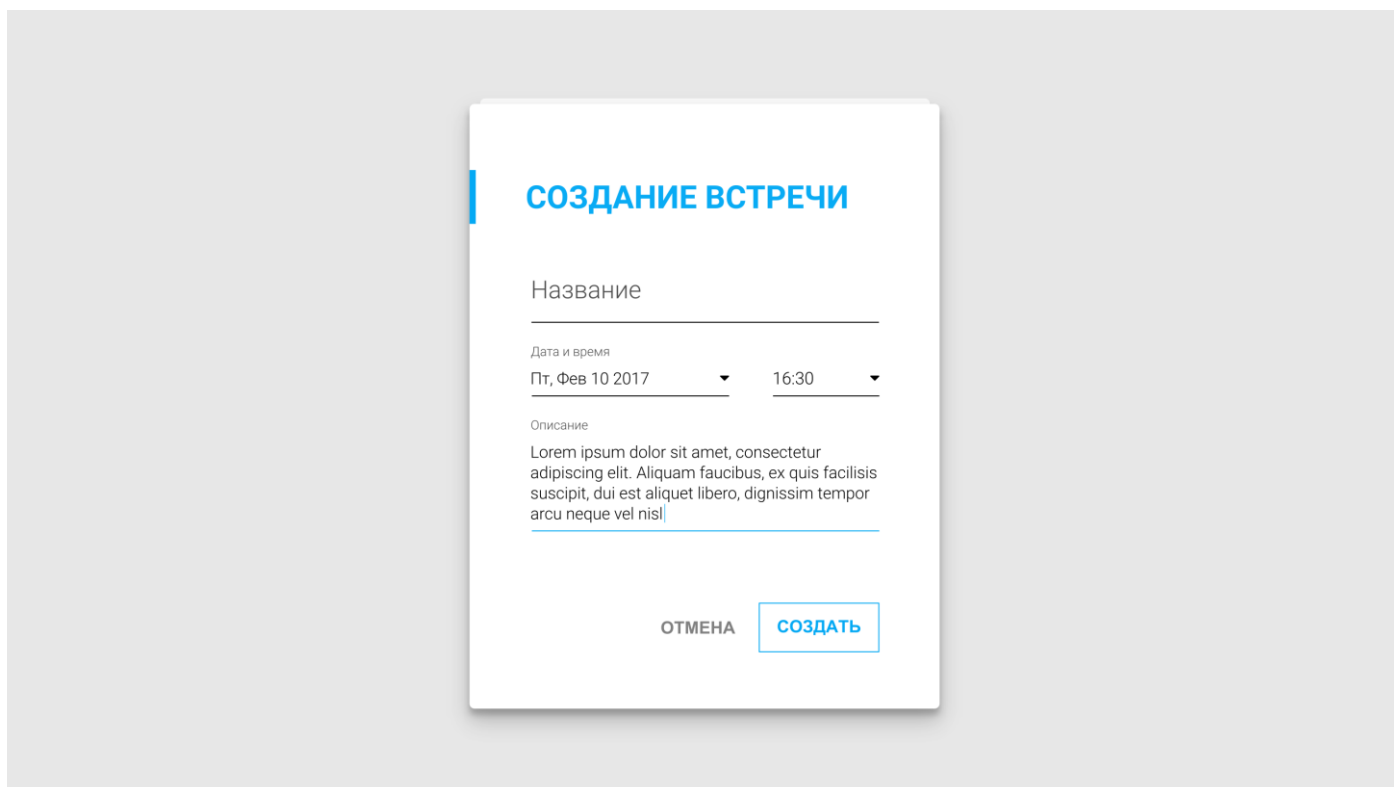 СОЗДАНИЕ ВСТРЕЧИ
Название
Дата и время
Пт, Фев 10 2017 16:30
Описание
Lorem ipsum dolor sit amet, consectetur
adipiscing elit. Aliquam faucibus, ex quis facilisis
suscipit, dui est aliquet libero, dignissim tempor
arcu neque vel nisl
ОТМЕНА СОЗДАТЬ